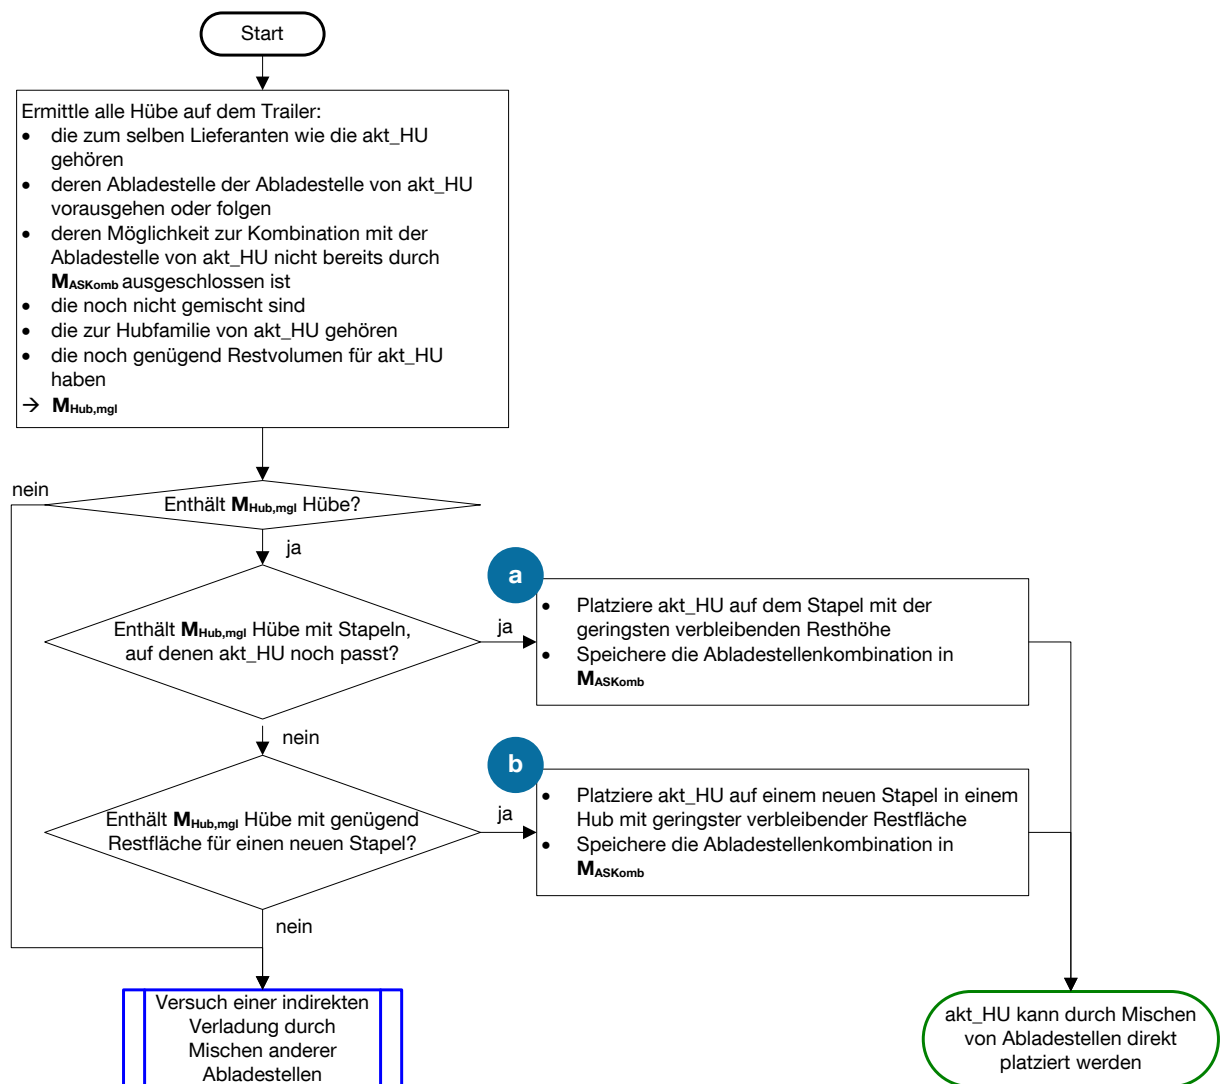 Start
Ermittle alle Hübe auf dem Trailer:
• die zum selben Lieferanten wie die akt_HU
gehören
• deren Abladestelle der Abladestelle von akt_HU
vorausgehen oder folgen
• deren Möglichkeit zur Kombination mit der
Abladestelle von akt_HU nicht bereits durch
MASKomb ausgeschlossen ist
• die noch nicht gemischt sind
• die zur Hubfamilie von akt_HU gehören
• die noch genügend Restvolumen für akt_HU
haben
→ MHub,mgl
nein
Enthält MHub,mgl Hübe?
ja
a
Enthält MHub,mgl Hübe mit Stapeln,
auf denen akt_HU noch passt?
ja
• Platziere akt_HU auf dem Stapel mit der
geringsten verbleibenden Resthöhe
• Speichere die Abladestellenkombination in
MASKomb
nein
b
Enthält MHub,mgl Hübe mit genügend
Restfläche für einen neuen Stapel?
ja
• Platziere akt_HU auf einem neuen Stapel in einem
Hub mit geringster verbleibender Restfläche
• Speichere die Abladestellenkombination in
MASKomb
nein
Versuch einer indirekten
Verladung durch
Mischen anderer
Abladestellen
akt_HU kann durch Mischen
von Abladestellen direkt
platziert werden